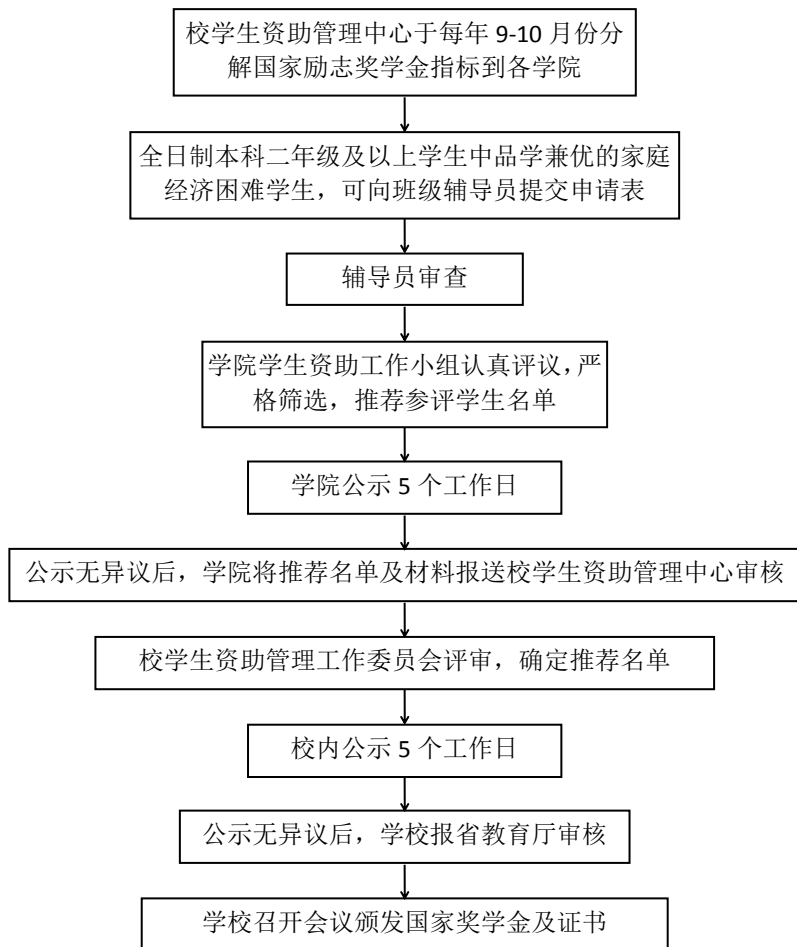 校学生资助管理中心于每年 9-10 月份分
解国家励志奖学金指标到各学院
全日制本科二年级及以上学生中品学兼优的家庭
经济困难学生，可向班级辅导员提交申请表
辅导员审查
学院学生资助工作小组认真评议，严
格筛选，推荐参评学生名单
学院公示 5 个工作日
公示无异议后，学院将推荐名单及材料报送校学生资助管理中心审核
校学生资助管理工作委员会评审，确定推荐名单
校内公示 5 个工作日
公示无异议后，学校报省教育厅审核
学校召开会议颁发国家奖学金及证书